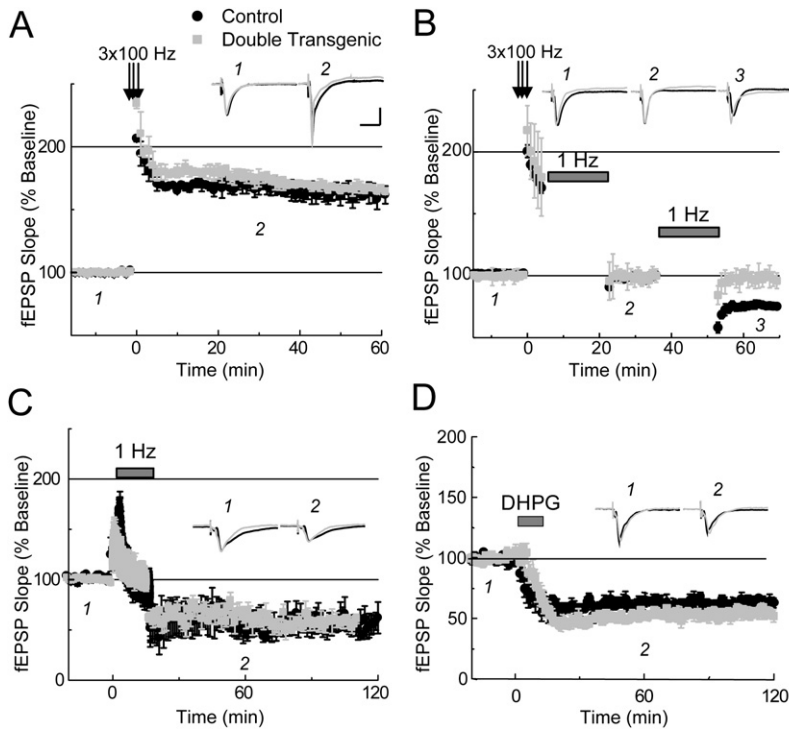 A
Control
Double Transgenic
3x100 Hz
1
2
200
100
fEPSP Slope (% Baseline)
2
1
0
20
40
60
Time (min)
B
3x100 Hz
1
2
3
200
100
fEPSP Slope (% Baseline)
1 Hz
1 Hz
1
2
3
0
20
40
60
Time (min)
C
1 Hz
200
100
0
fEPSP Slope (% Baseline)
1
2
1
2
0
60
120
Time (min)
D
200
150
100
50
0
fEPSP Slope (% Baseline)
DHPG
1
2
1
2
0
60
120
Time (min)